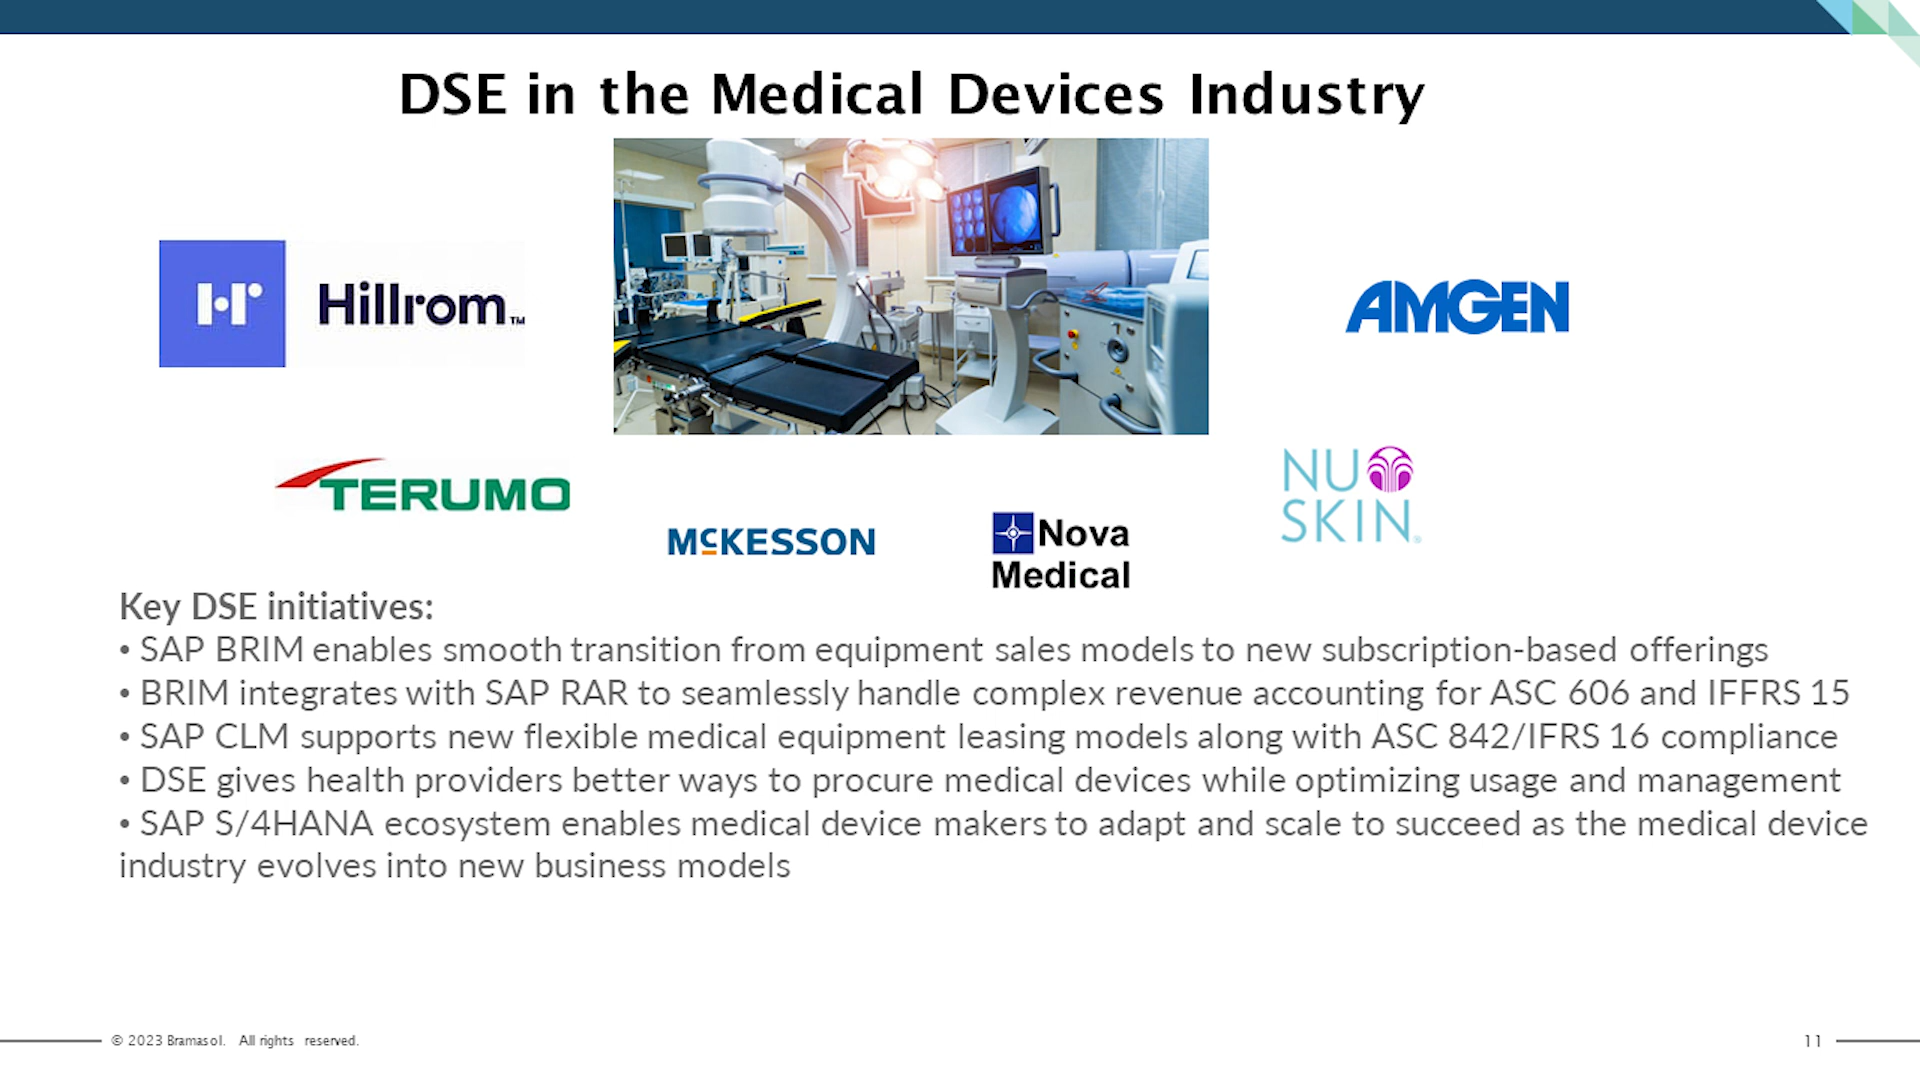 DSE in the Medical Devices Industry
Hillrom™
AMGEN
TERUMO
NU
SKIN®
MCKESSON
Nova
Medical
Key DSE initiatives:
• SAP BRIM enables smooth transition from equipment sales models to new subscription-based offerings
• BRIM integrates with SAP RAR to seamlessly handle complex revenue accounting for ASC 606 and IFFRS 15
• SAP CLM supports new flexible medical equipment leasing models along with ASC 842/IFRS 16 compliance
• DSE gives health providers better ways to procure medical devices while optimizing usage and management
• SAP S/4HANA ecosystem enables medical device makers to adapt and scale to succeed as the medical device
industry evolves into new business models
© 2023 Bramasol. All rights reserved.
11